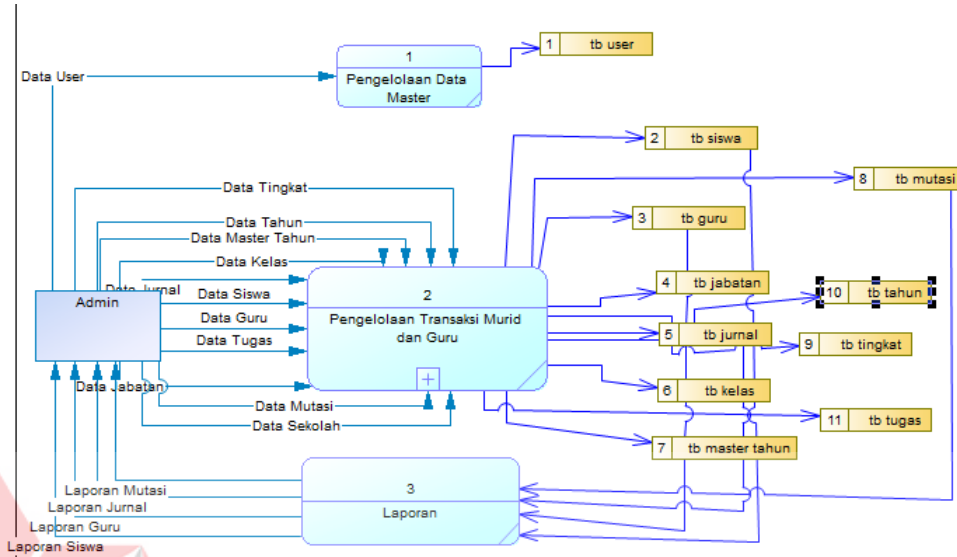 1
tb user
1
Data User
Pengelolaan Data
Master
2
tb siswa
8
tb mutasi
Data Tingkat
3
tb guru
Data Tahun
Data Master Tahun
Data Kelas
4
tb jabatan
Data Jurnal
10
tb tahun
Admin
Data Siswa
2
Pengelolaan Transaksi Murid
dan Guru
Data Guru
5
tb jurnal
Data Tugas
9
tb tingkat
Data Jabatan
6
tb kelas
Data Mutasi
11
tb tugas
Data Sekolah
7
tb master tahun
3
Laporan
Laporan Mutasi
Laporan Jurnal
Laporan Guru
Laporan Siswa